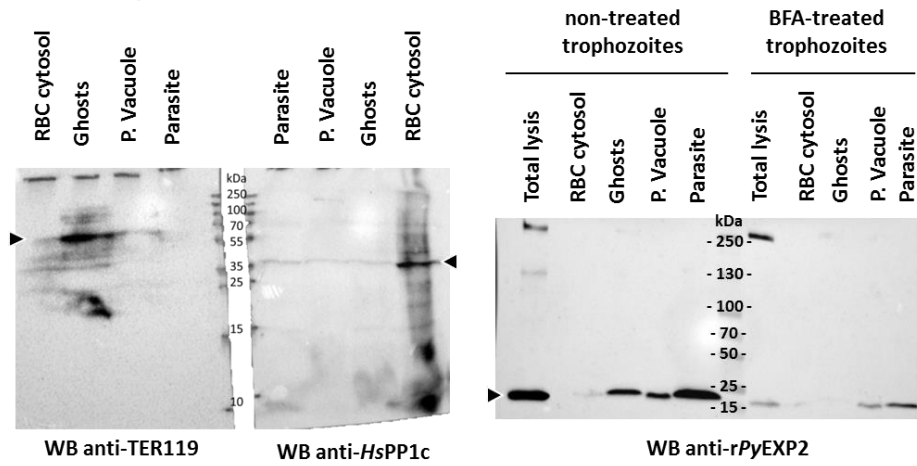 RBC cytosol
Ghosts
P. Vacuole
Parasite
kDa
250
100
70
55
35
25
15
10
WB anti-TER119
Parasite
P. Vacuole
Ghosts
RBC cytosol
WB anti-HsPP1c
non-treated
trophozoites
BFA-treated
trophozoites
Total lysis
RBC cytosol
Ghosts
P. Vacuole
Parasite
Total lysis
RBC cytosol
Ghosts
P. Vacuole
Parasite
kDa
- 250 -
- 130 -
- 100 -
- 70 -
- 50 -
- 25 -
- 15 -
WB anti-rPyEXP2